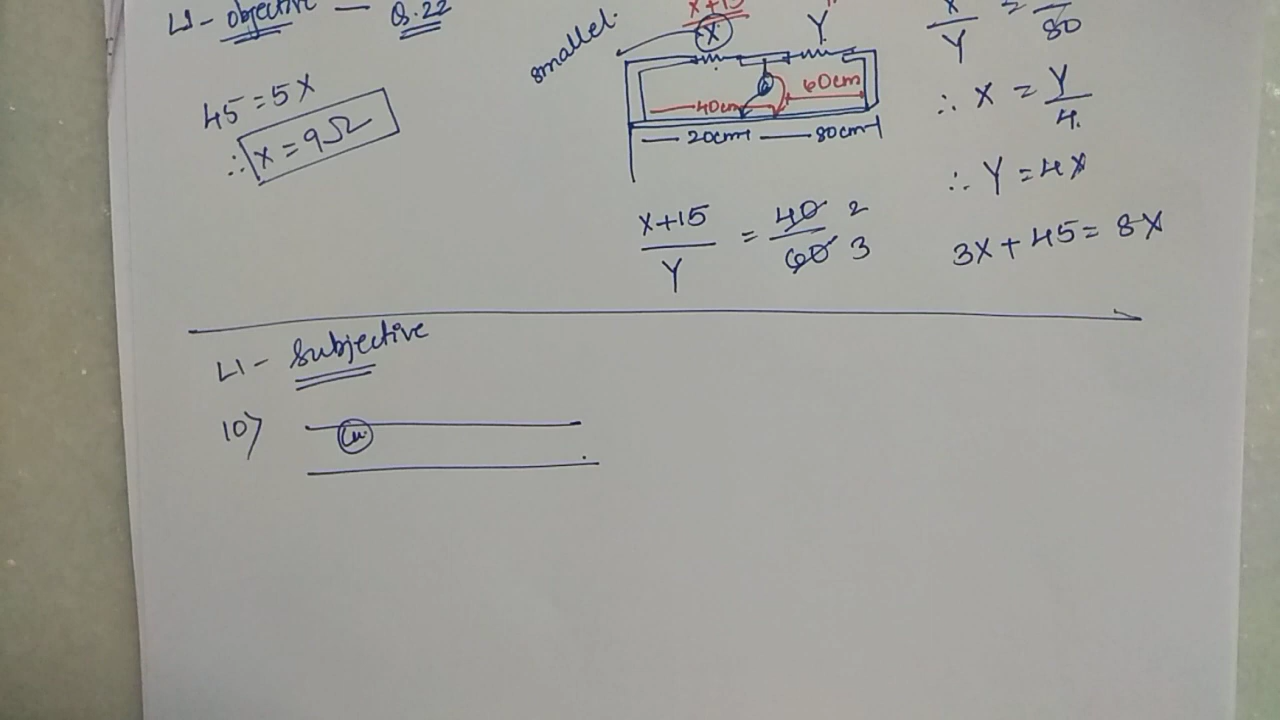 L1 - objective — Q.22
45 = 5X
∴ X = 9Ω
smaller.
X+15
X
Y
40cm
60cm
20cm
80cm
X/Y = /80
∴ X = Y/4.
∴ Y = 4X
X+15/Y = 40/60 2/3
3X + 45 = 8X
L1 - Subjective
10)
Cu